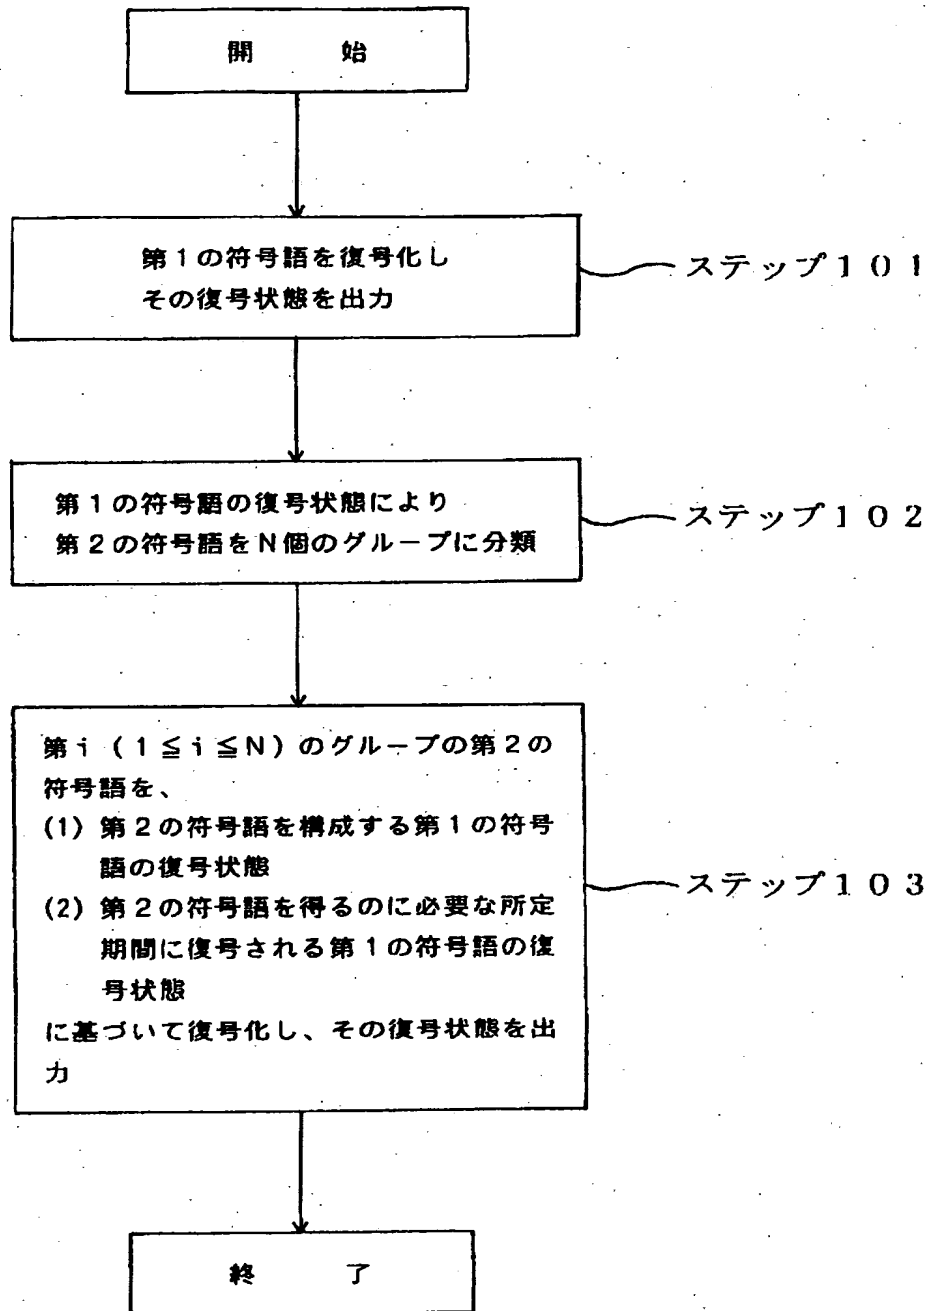 開 始
第1の符号語を復号化し
その復号状態を出力
ステップ101
第1の符号語の復号状態により
第2の符号語をN個のグループに分類
ステップ102
第i(1≦i≦N)のグループの第2の
符号語を、
(1) 第2の符号語を構成する第1の符号
語の復号状態
(2) 第2の符号語を得るのに必要な所定
期間に復号される第1の符号語の復
号状態
に基づいて復号化し、その復号状態を出
力
ステップ103
終 了